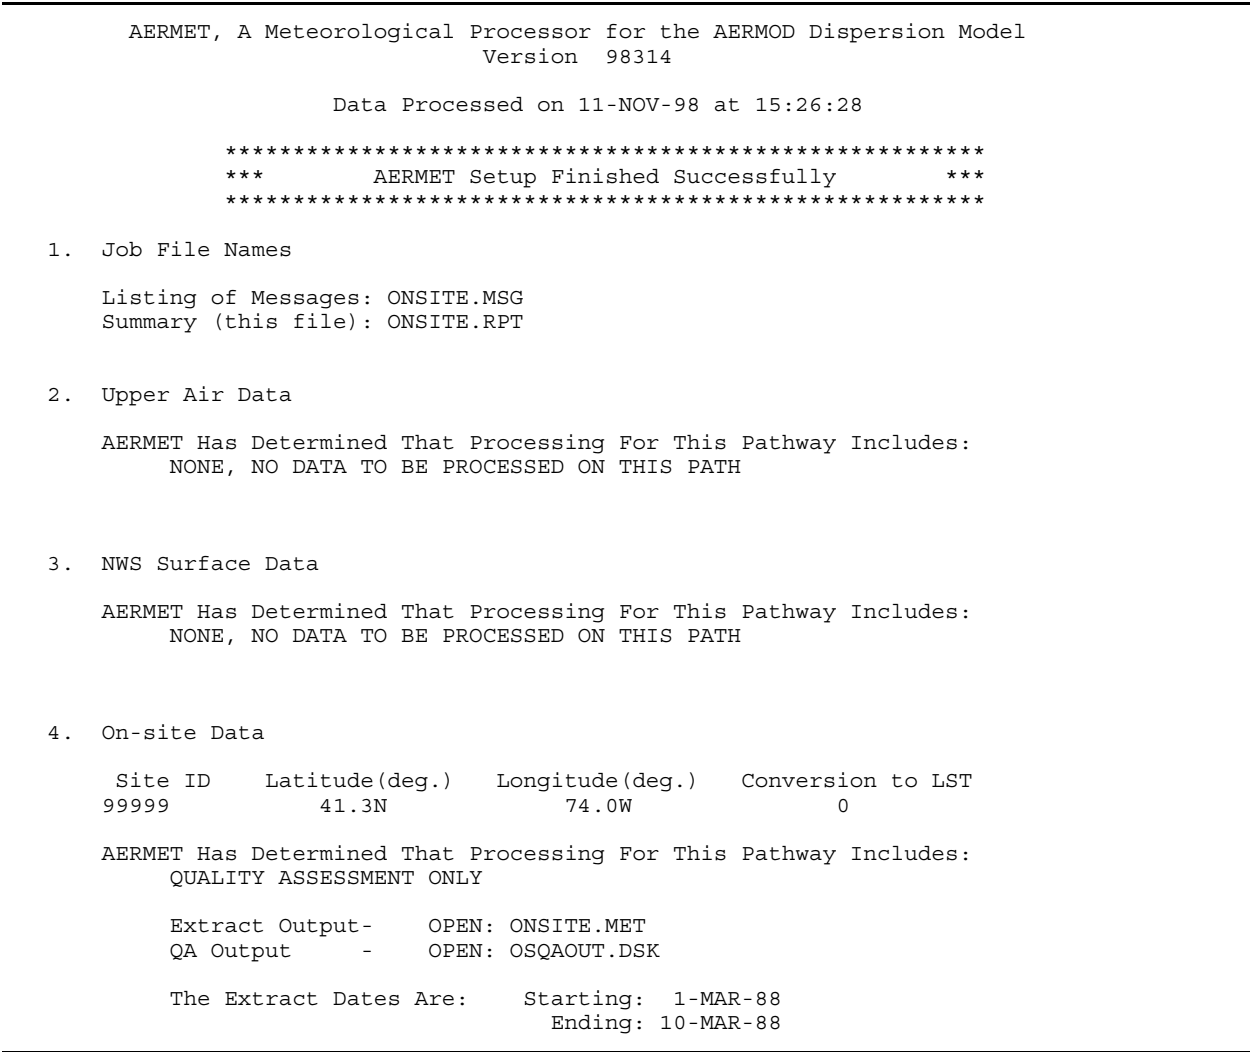 AERMET, A Meteorological Processor for the AERMOD Dispersion Model
Version 98314
Data Processed on 11-NOV-98 at 15:26:28
********************************************************
*** AERMET Setup Finished Successfully ***
********************************************************
1. Job File Names
Listing of Messages: ONSITE.MSG
Summary (this file): ONSITE.RPT
2. Upper Air Data
AERMET Has Determined That Processing For This Pathway Includes:
NONE, NO DATA TO BE PROCESSED ON THIS PATH
3. NWS Surface Data
AERMET Has Determined That Processing For This Pathway Includes:
NONE, NO DATA TO BE PROCESSED ON THIS PATH
4. On-site Data
Site ID Latitude(deg.) Longitude(deg.) Conversion to LST
99999 41.3N 74.0W 0
AERMET Has Determined That Processing For This Pathway Includes:
QUALITY ASSESSMENT ONLY
Extract Output- OPEN: ONSITE.MET
QA Output - OPEN: OSQAOUT.DSK
The Extract Dates Are: Starting: 1-MAR-88
Ending: 10-MAR-88